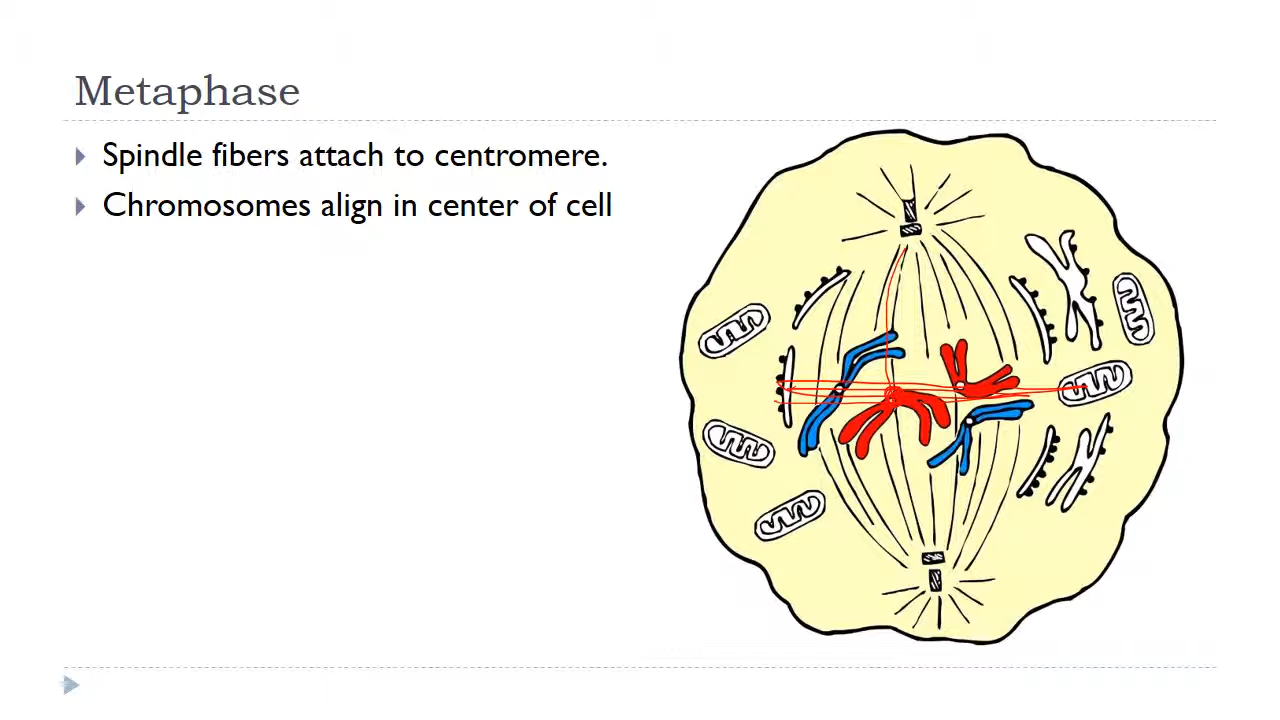 Metaphase
Spindle fibers attach to centromere.
Chromosomes align in center of cell